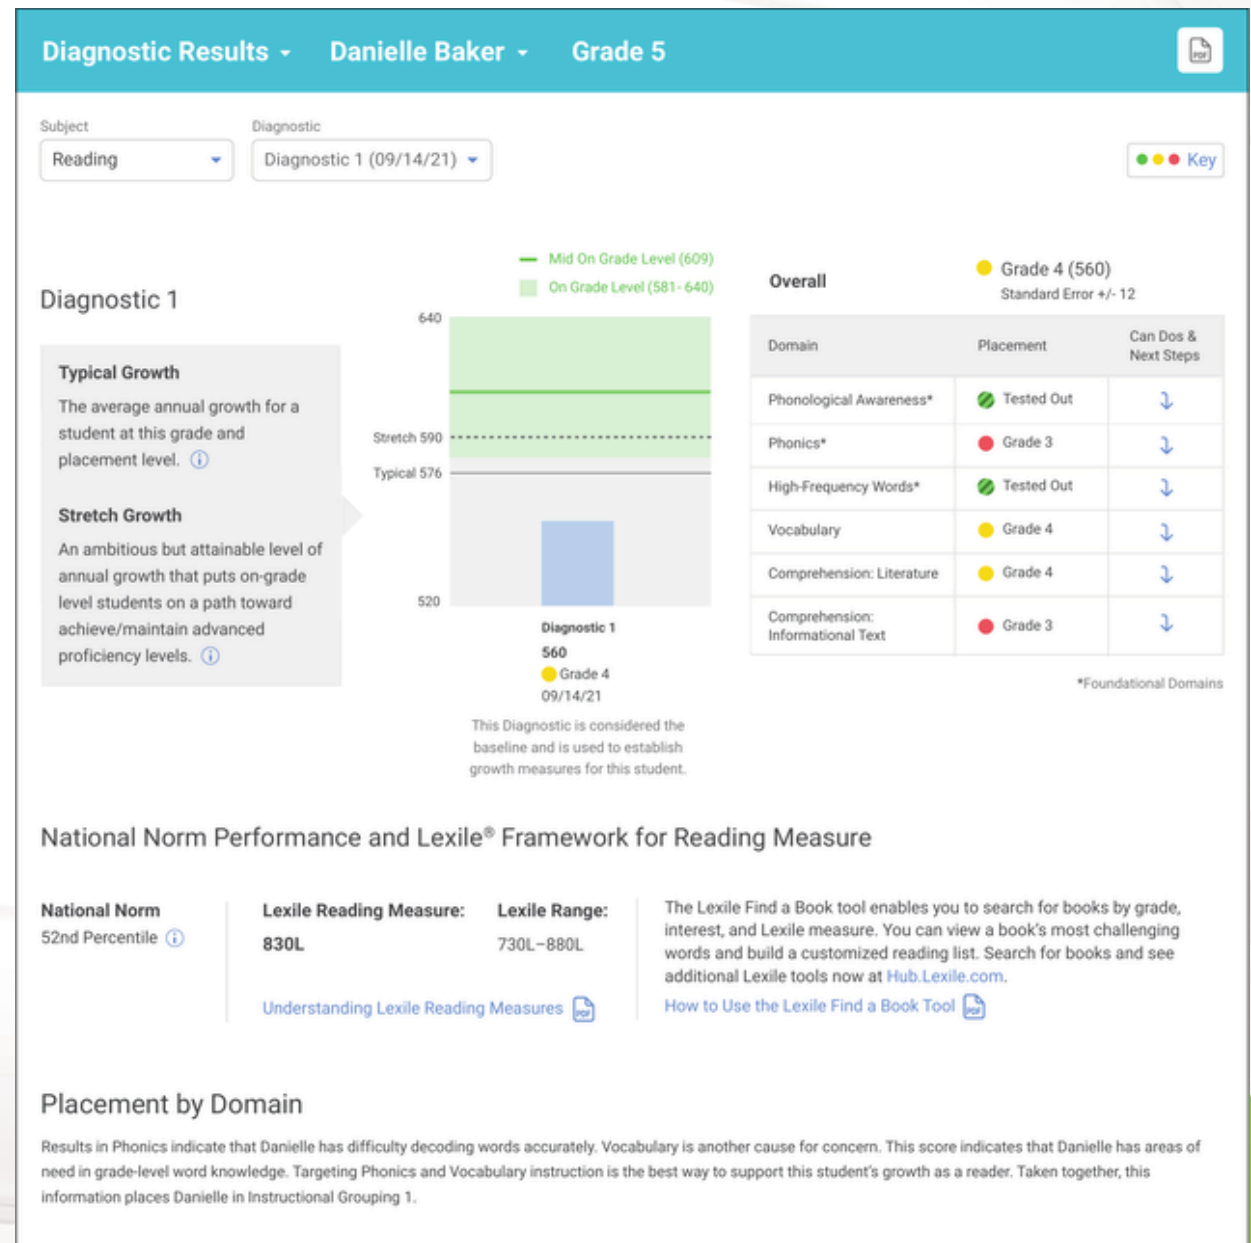 Diagnostic Results Danielle Baker Grade 5
PDF
Subject
Reading
Diagnostic
Diagnostic 1 (09/14/21)
Key
Diagnostic 1
Typical Growth
The average annual growth for a
student at this grade and
placement level.
Stretch Growth
An ambitious but attainable level of
annual growth that puts on-grade
level students on a path toward
achieve/maintain advanced
proficiency levels.
Mid On Grade Level (609)
On Grade Level (581- 640)
640
Stretch 590
Typical 576
520
Diagnostic 1
560
Grade 4
09/14/21
This Diagnostic is considered the
baseline and is used to establish
growth measures for this student.
Overall
Grade 4 (560)
Standard Error +/- 12
Domain Placement Can Dos &
Next Steps
Phonological Awareness* Tested Out
Phonics* Grade 3
High-Frequency Words* Tested Out
Vocabulary Grade 4
Comprehension: Literature Grade 4
Comprehension:
Informational Text Grade 3
*Foundational Domains
National Norm Performance and Lexile® Framework for Reading Measure
National Norm
52nd Percentile
Lexile Reading Measure:
830L
Lexile Range:
730L–880L
Understanding Lexile Reading Measures PDF
The Lexile Find a Book tool enables you to search for books by grade,
interest, and Lexile measure. You can view a book's most challenging
words and build a customized reading list. Search for books and see
additional Lexile tools now at Hub.Lexile.com.
How to Use the Lexile Find a Book Tool PDF
Placement by Domain
Results in Phonics indicate that Danielle has difficulty decoding words accurately. Vocabulary is another cause for concern. This score indicates that Danielle has areas of
need in grade-level word knowledge. Targeting Phonics and Vocabulary instruction is the best way to support this student's growth as a reader. Taken together, this
information places Danielle in Instructional Grouping 1.